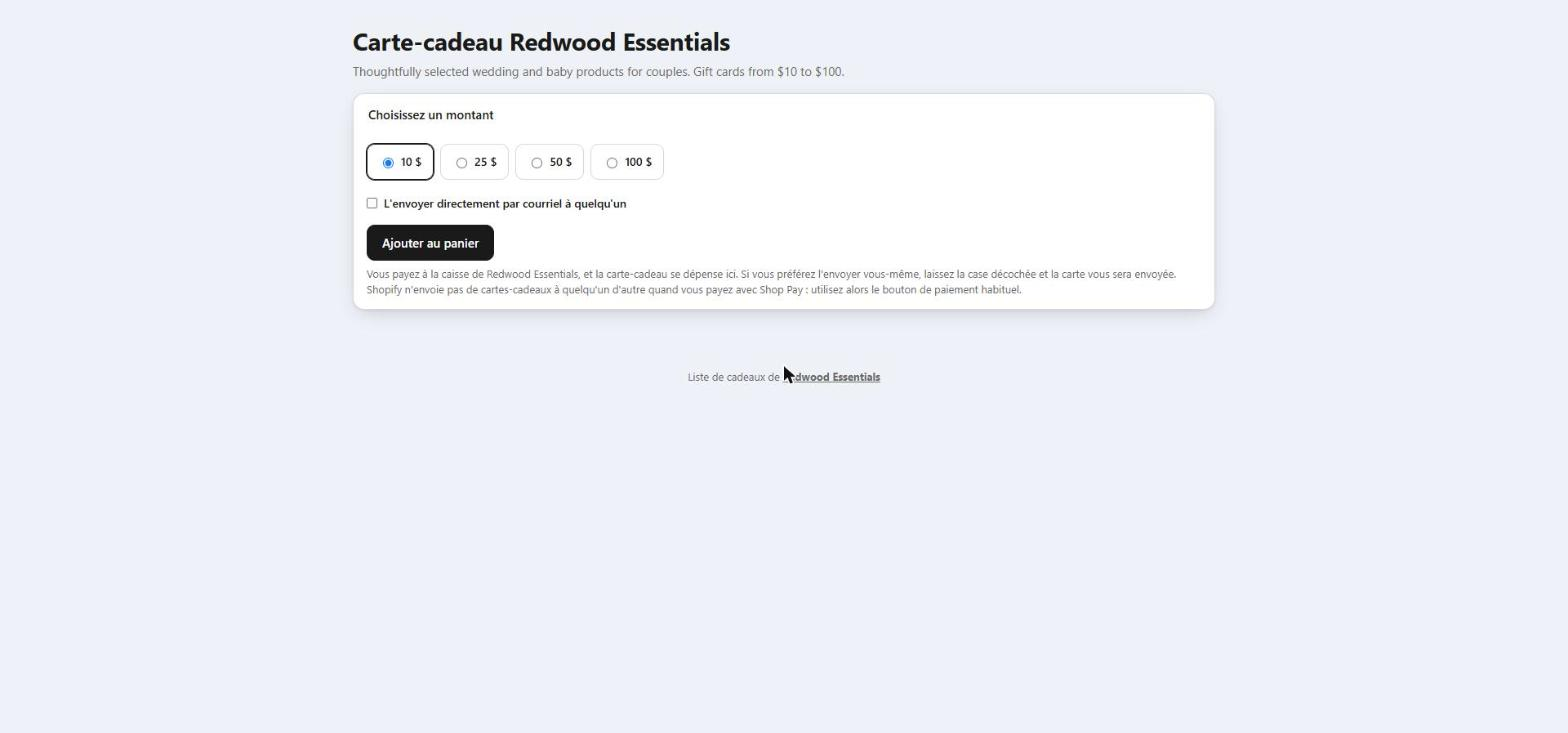 Carte-cadeau Redwood Essentials
Thoughtfully selected wedding and baby products for couples. Gift cards from $10 to $100.
Choisissez un montant
10 $ 25 $ 50 $ 100 $
L'envoyer directement par courriel à quelqu'un
Ajouter au panier
Vous payez à la caisse de Redwood Essentials, et la carte-cadeau se dépense ici. Si vous préférez l'envoyer vous-même, laissez la case décochée et la carte vous sera envoyée.
Shopify n'envoie pas de cartes-cadeaux à quelqu'un d'autre quand vous payez avec Shop Pay : utilisez alors le bouton de paiement habituel.
Liste de cadeaux de Redwood Essentials